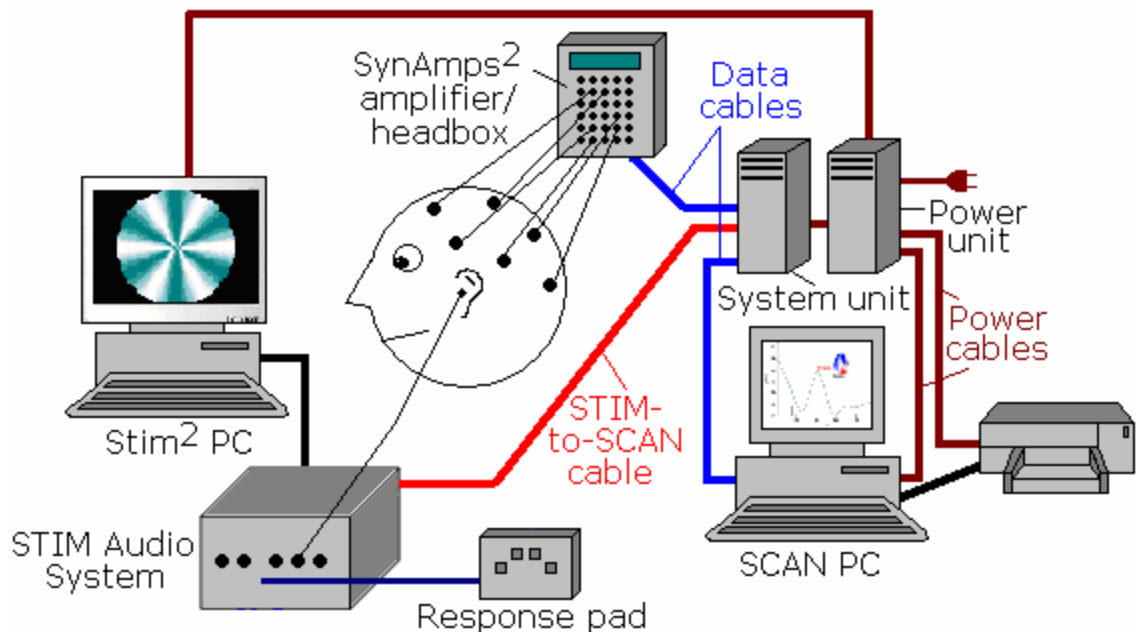 SynAmps²
amplifier/
headbox
Data
cables
Power
unit
System unit
Power
cables
STIM-
to-SCAN
cable
Stim² PC
STIM Audio
System
Response pad
SCAN PC